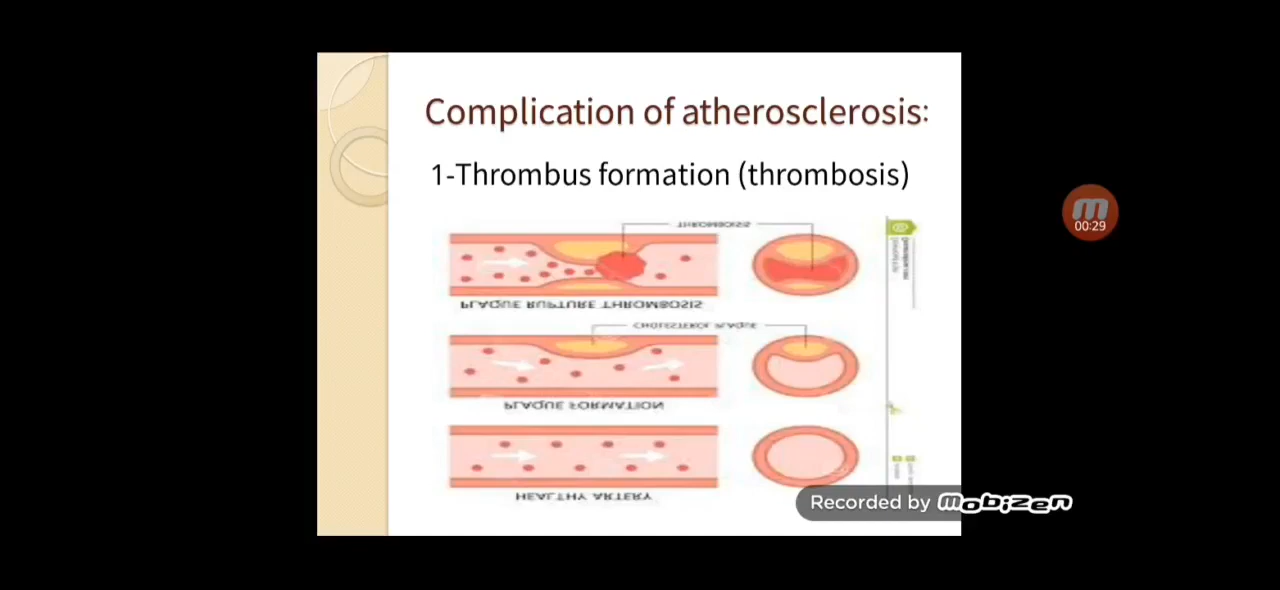 Complication of atherosclerosis:
1-Thrombus formation (thrombosis)
THROMBOSIS
PLAQUE RUPTURE THROMBOSIS
CHOLESTEROL PLAQUE
PLAQUE FORMATION
HEALTHY ARTERY
00:29
Recorded by mobizen